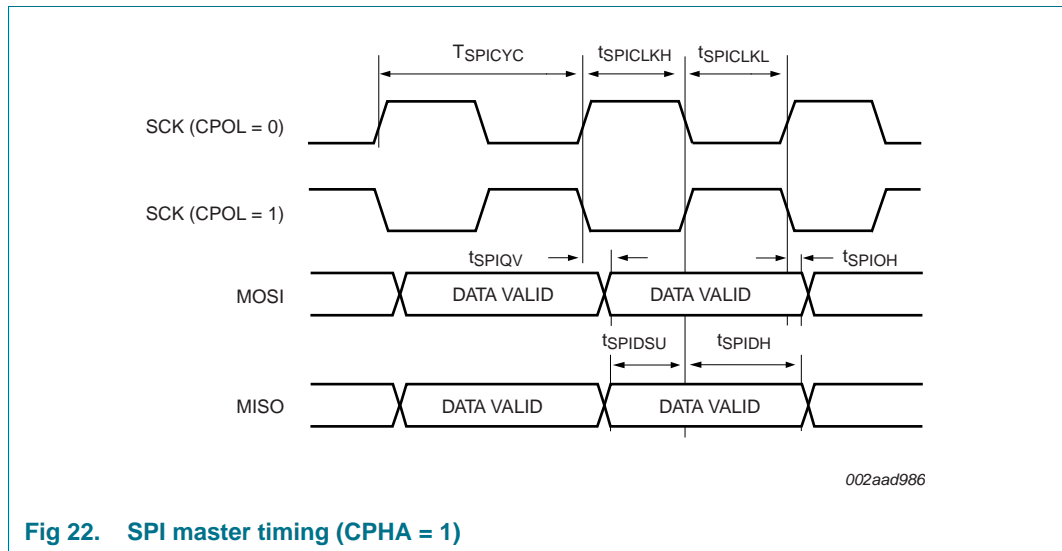 TSPICYC tSPICLKH tSPICLKL
SCK (CPOL = 0)
SCK (CPOL = 1)
tSPIQV tSPIOH
MOSI DATA VALID DATA VALID
tSPIDSU tSPIDH
MISO DATA VALID DATA VALID
002aad986
Fig 22. SPI master timing (CPHA = 1)